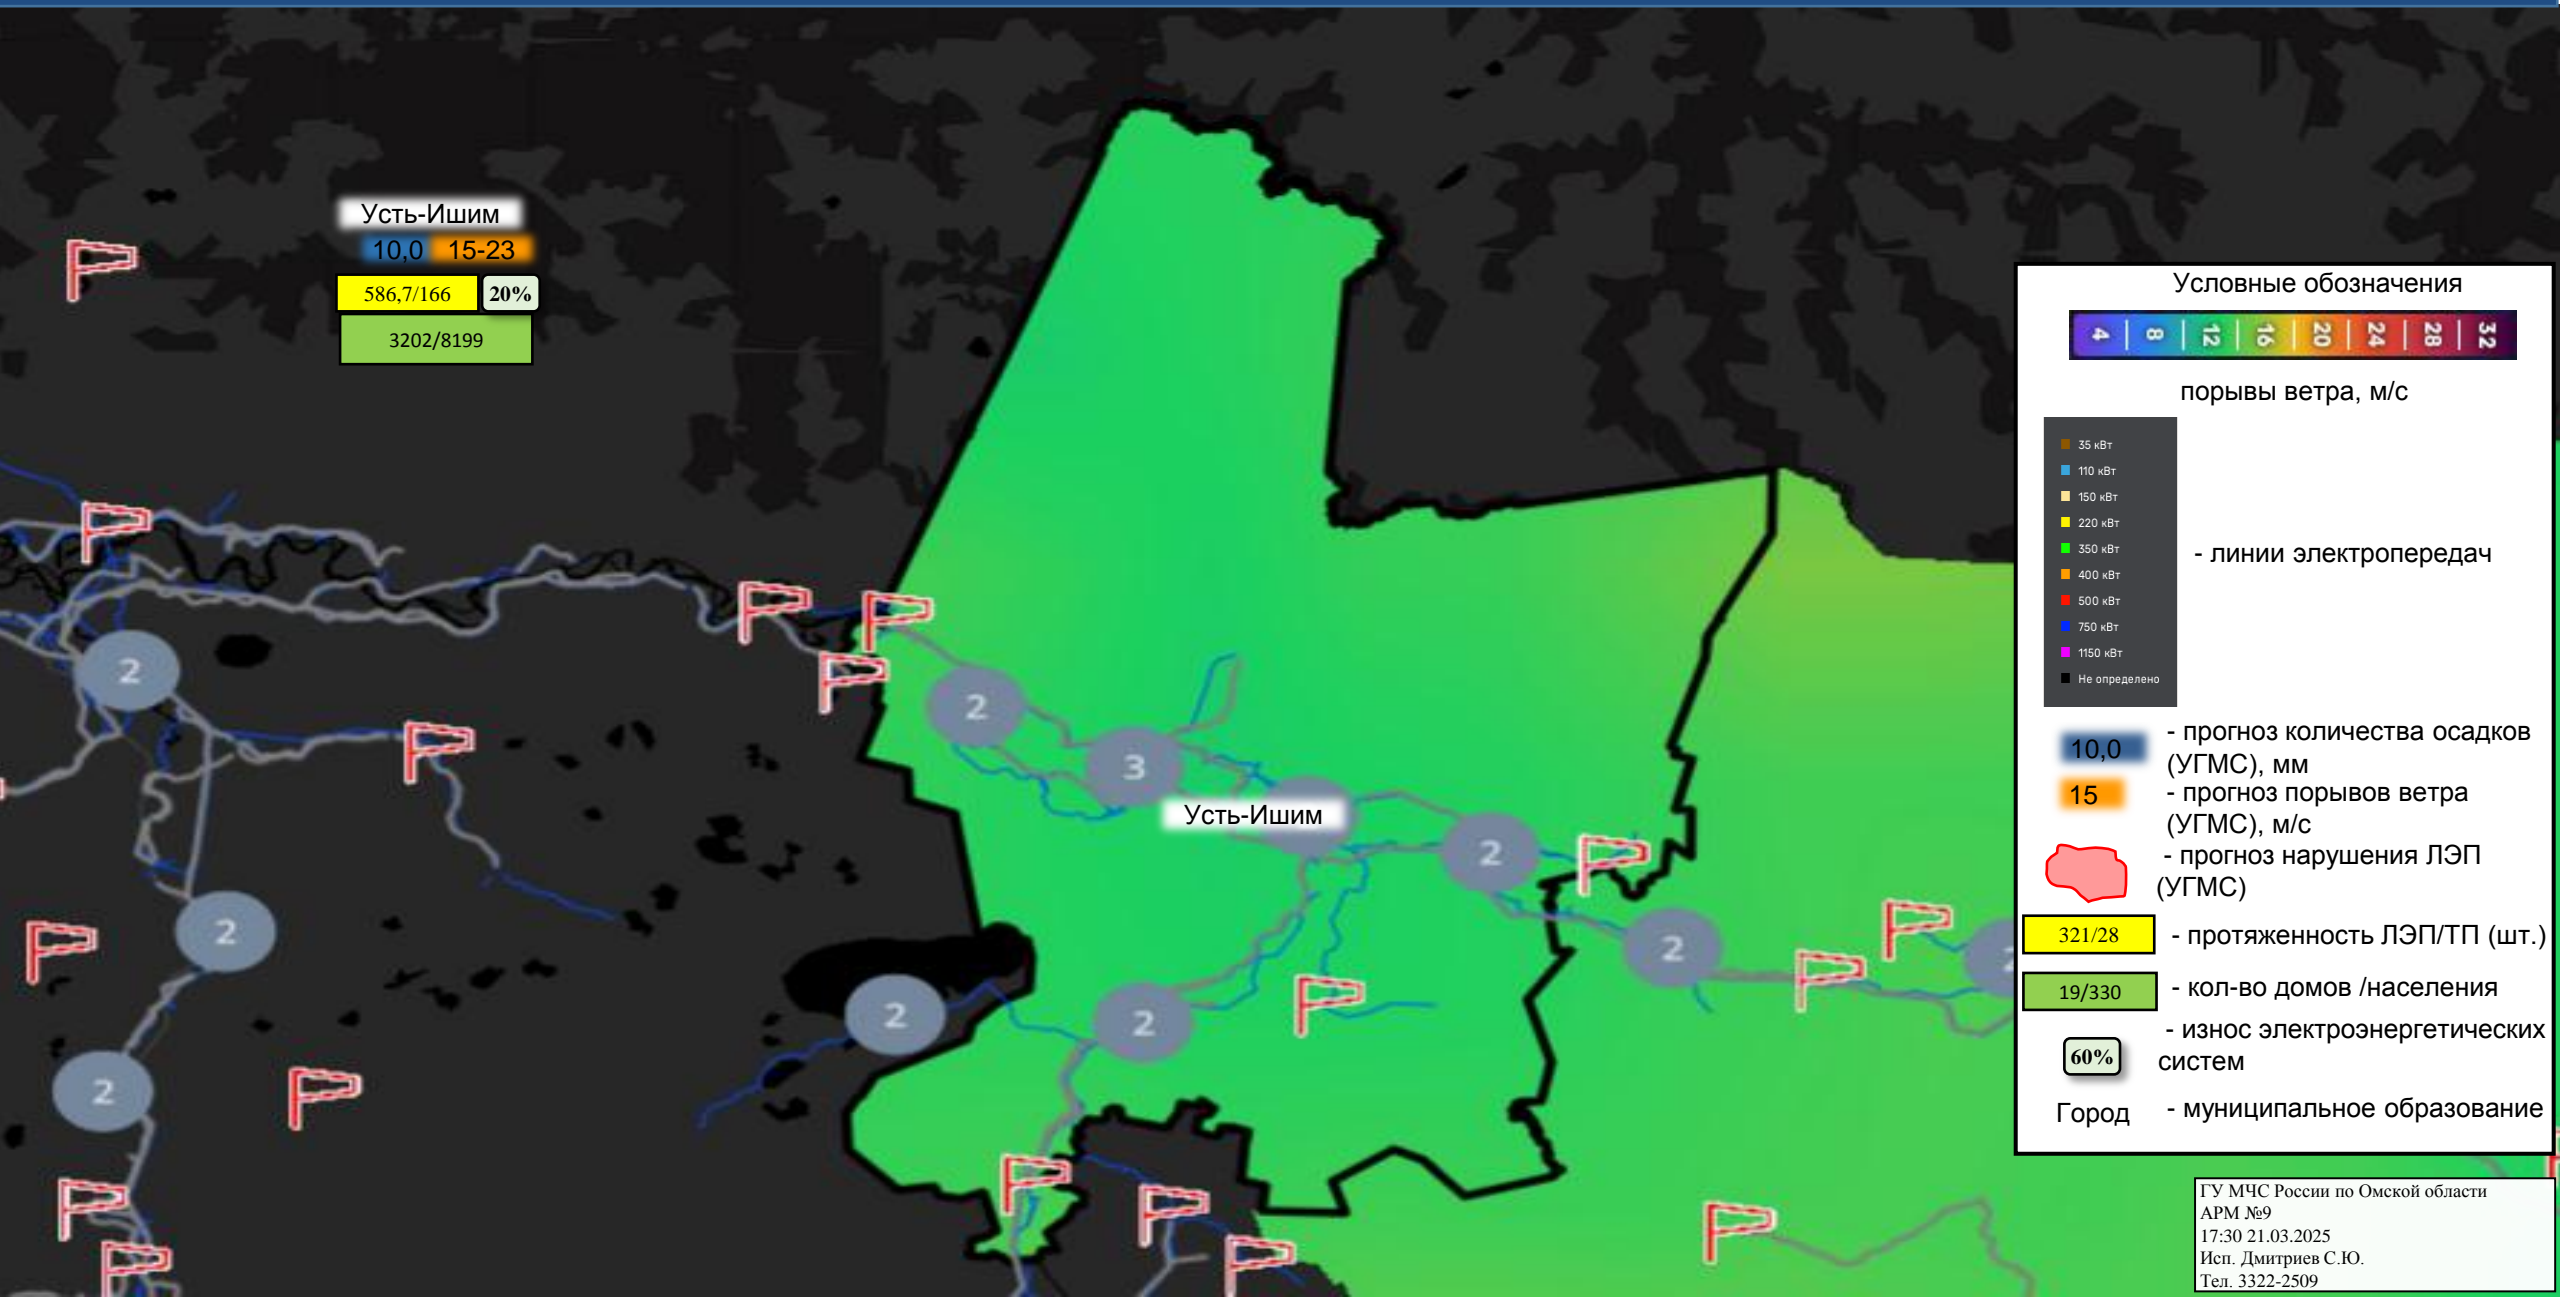 Усть-Ишим
10,0 15-23
586,7/166 20%
3202/8199
2
2
2
2
3
Усть-Ишим
2
2
2
2
2
Условные обозначения
4 8 12 16 20 24 28 32
порывы ветра, м/с
35 кВт
110 кВт
150 кВт
220 кВт
350 кВт
400 кВт
500 кВт
750 кВт
1150 кВт
Не определено
- линии электропередач
10,0 - прогноз количества осадков
(УГМС), мм
15 - прогноз порывов ветра
(УГМС), м/с
- прогноз нарушения ЛЭП
(УГМС)
321/28 - протяженность ЛЭП/ТП (шт.)
19/330 - кол-во домов /населения
60% - износ электроэнергетических
систем
Город - муниципальное образование
ГУ МЧС России по Омской области
АРМ №9
17:30 21.03.2025
Исп. Дмитриев С.Ю.
Тел. 3322-2509